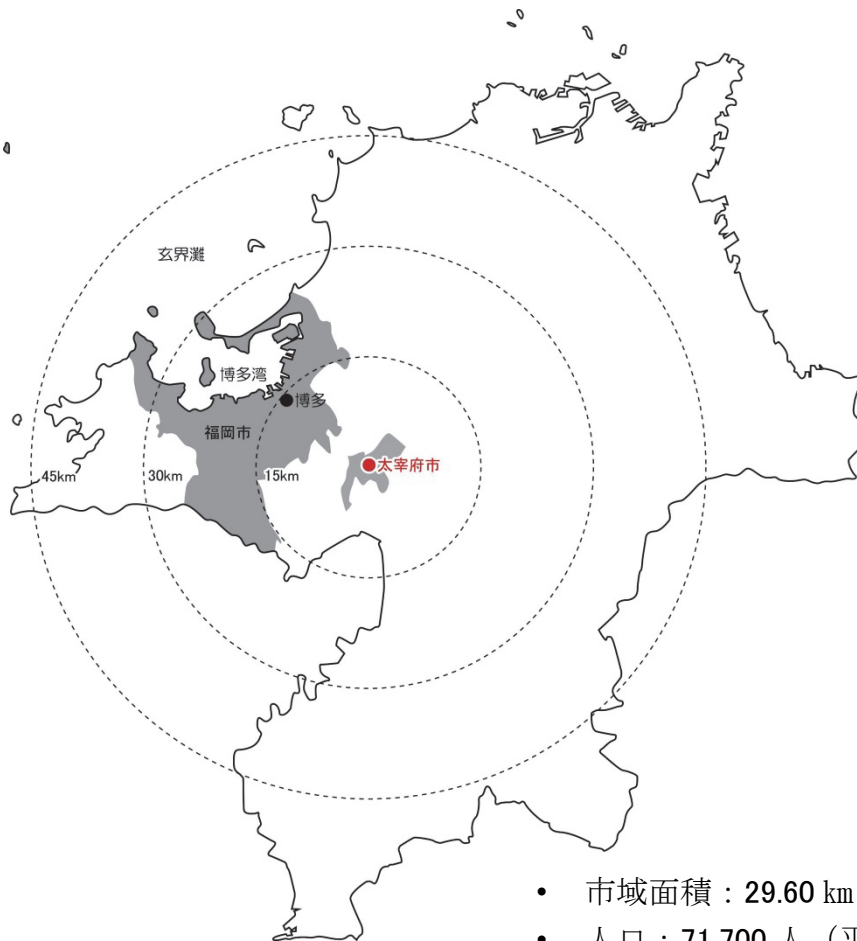 玄界灘
博多湾
博多
福岡市
太宰府市
45km
30km
15km
• 市域面積：29.60 km
• 人口：71,700 人（平